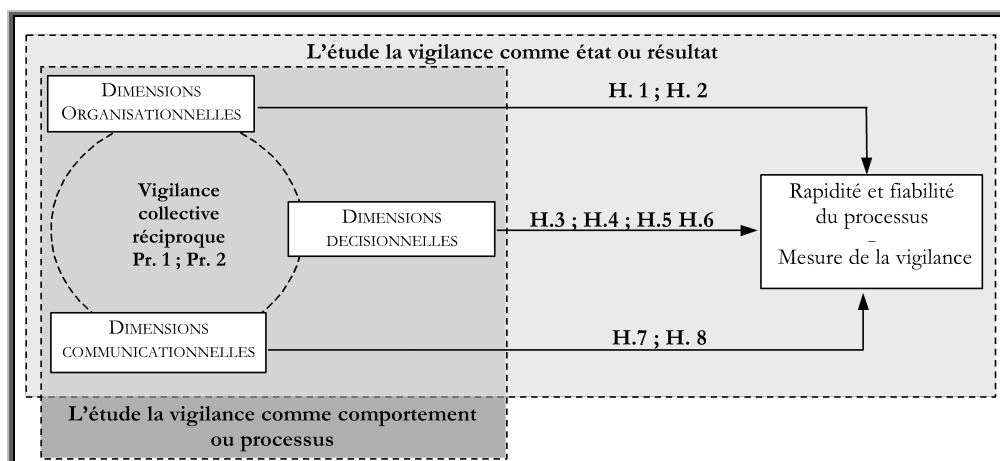 L'étude la vigilance comme état ou résultat
DIMENSIONS
ORGANISATIONNELLES
H. 1 ; H. 2
Vigilance
collective
réciproque
Pr. 1 ; Pr. 2
DIMENSIONS
DECISIONNELLES
H.3 ; H.4 ; H.5 H.6
Rapidité et fiabilité
du processus
–
Mesure de la vigilance
DIMENSIONS
COMMUNICATIONNELLES
H.7 ; H. 8
L'étude la vigilance comme comportement
ou processus